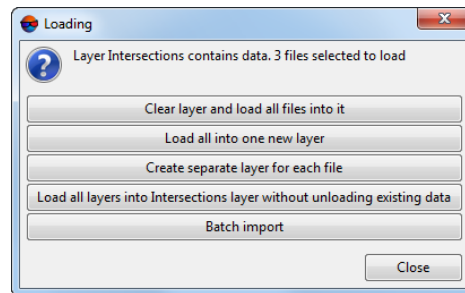 Loading
Layer Intersections contains data. 3 files selected to load
Clear layer and load all files into it
Load all into one new layer
Create separate layer for each file
Load all layers into Intersections layer without unloading existing data
Batch import
Close